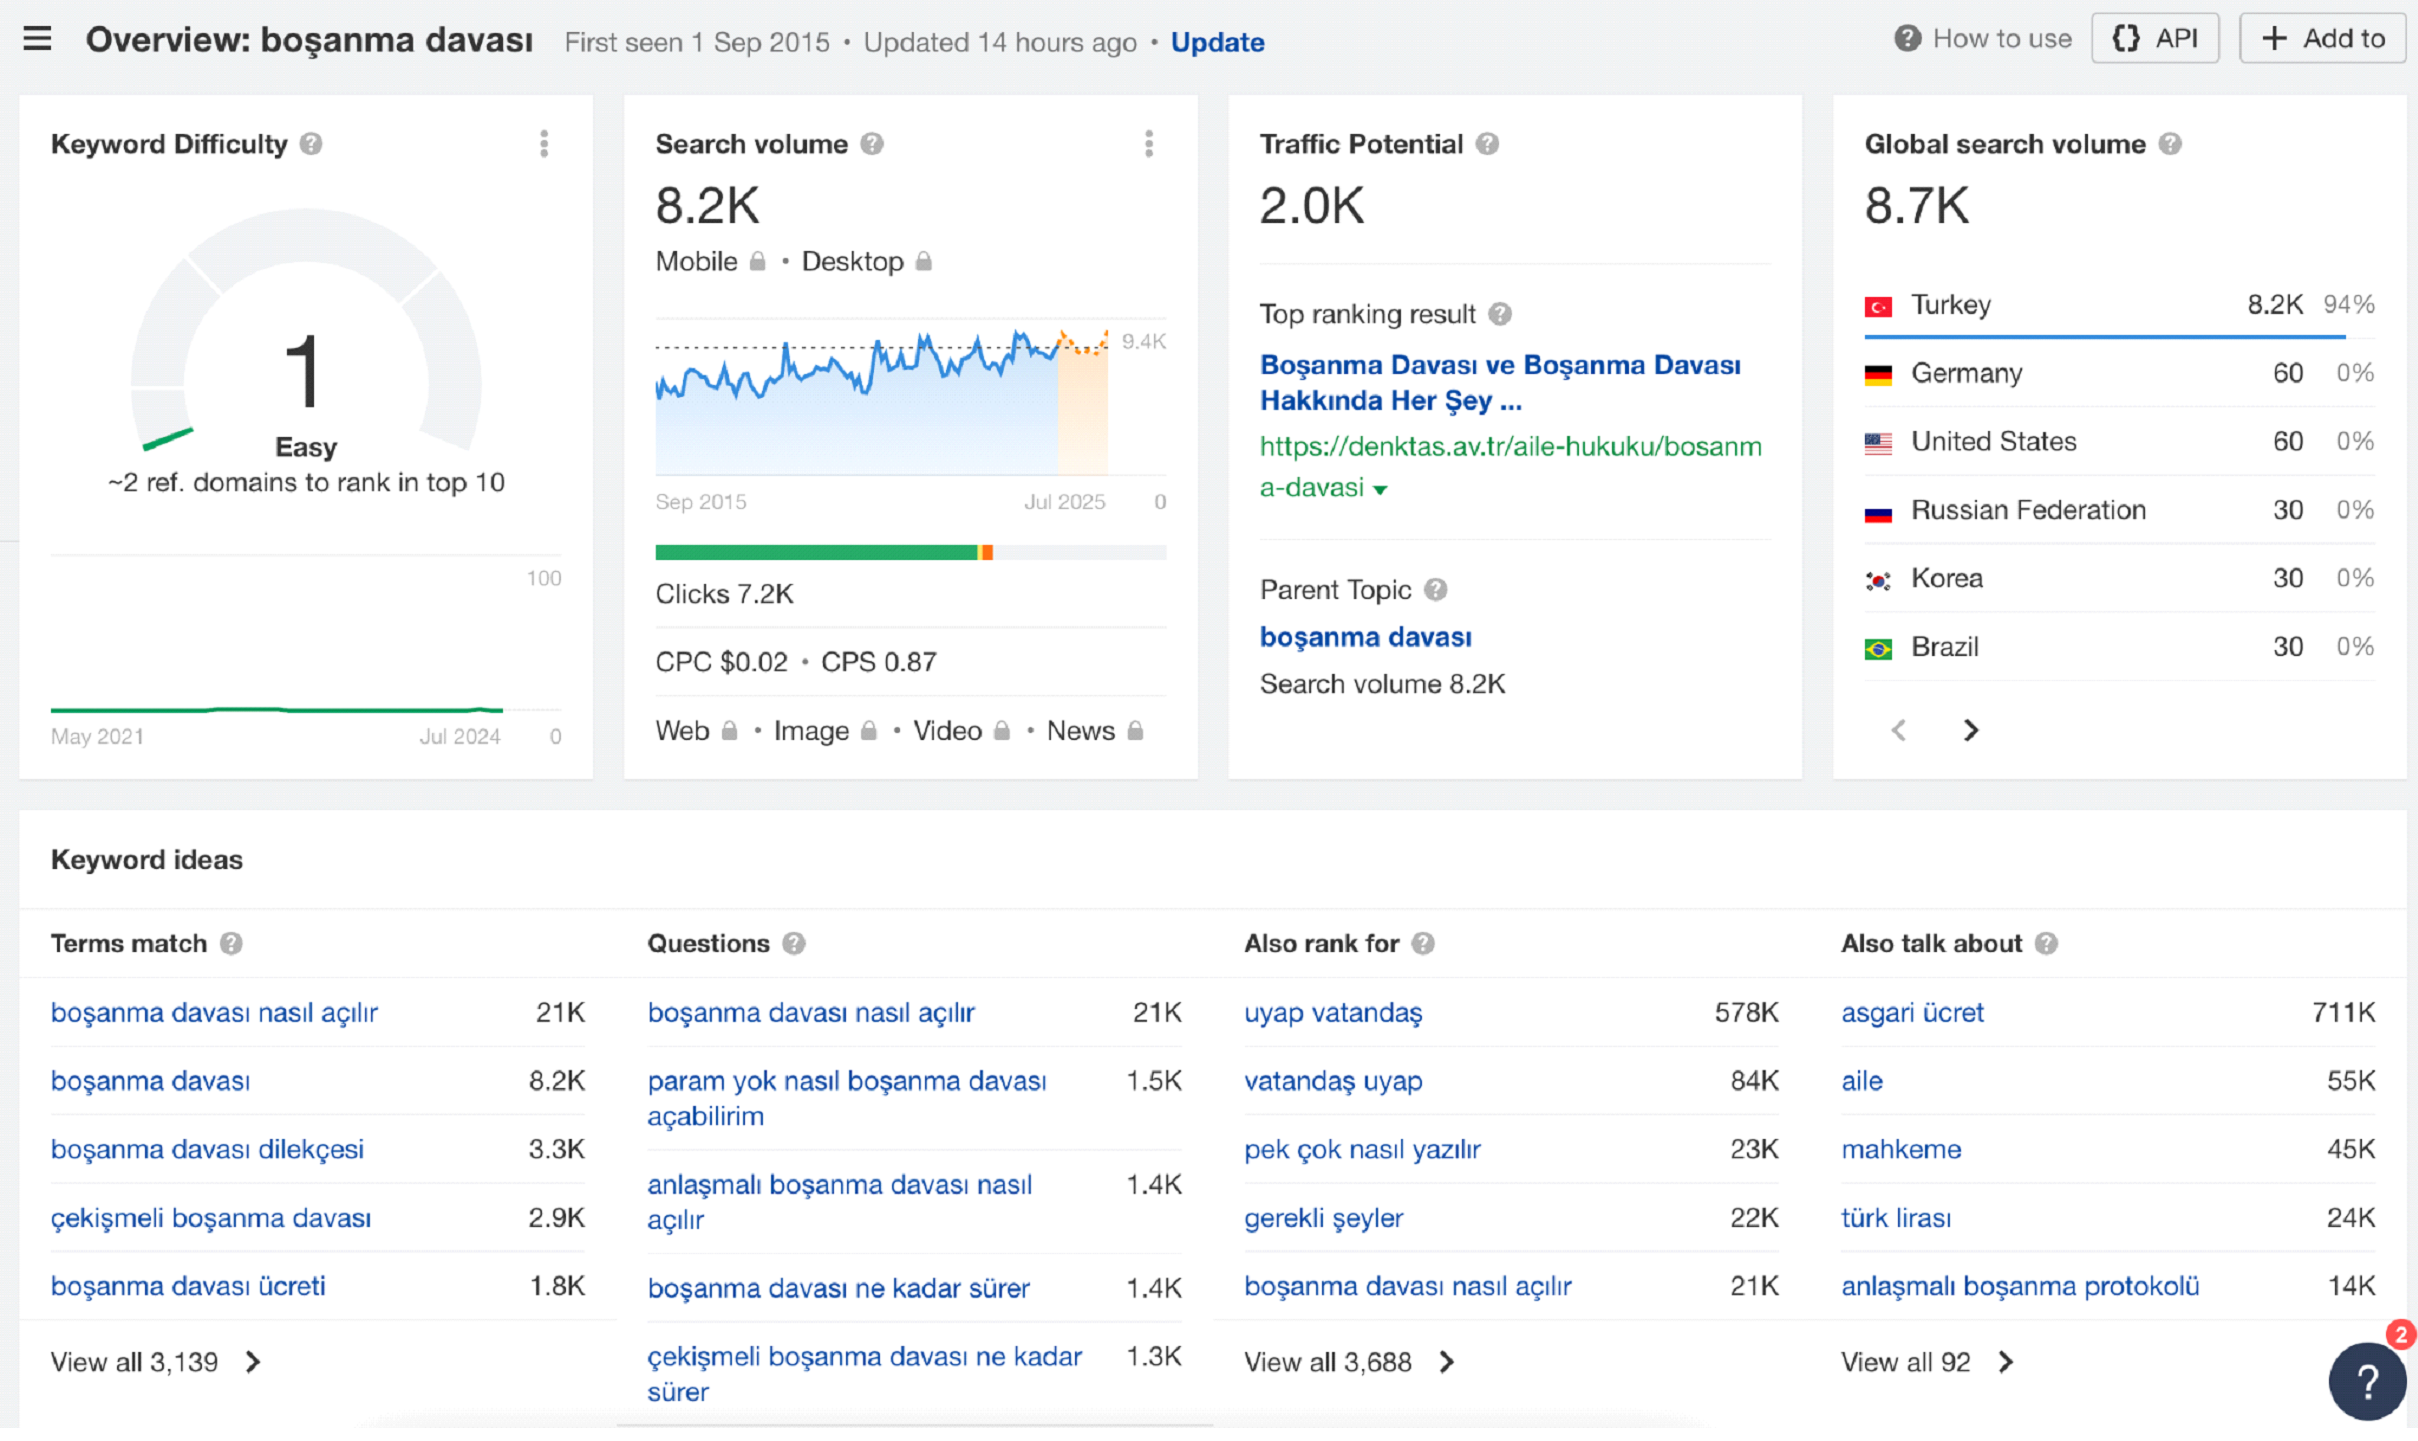 Overview: boşanma davası First seen 1 Sep 2015 • Updated 14 hours ago • Update
How to use
{} API
+ Add to
Keyword Difficulty
1
Easy
~2 ref. domains to rank in top 10
100
May 2021 Jul 2024 0
Search volume
8.2K
Mobile • Desktop
9.4K
Sep 2015 Jul 2025 0
Clicks 7.2K
CPC $0.02 • CPS 0.87
Web • Image • Video • News
Traffic Potential
2.0K
Top ranking result
Boşanma Davası ve Boşanma Davası
Hakkında Her Şey ...
https://denktas.av.tr/aile-hukuku/bosanm
a-davasi
Parent Topic
boşanma davası
Search volume 8.2K
Global search volume
8.7K
Turkey 8.2K 94%
Germany 60 0%
United States 60 0%
Russian Federation 30 0%
Korea 30 0%
Brazil 30 0%
Keyword ideas
Terms match
boşanma davası nasıl açılır 21K
boşanma davası 8.2K
boşanma davası dilekçesi 3.3K
çekişmeli boşanma davası 2.9K
boşanma davası ücreti 1.8K
View all 3,139
Questions
boşanma davası nasıl açılır 21K
param yok nasıl boşanma davası 1.5K
açabilirim
anlaşmalı boşanma davası nasıl 1.4K
açılır
boşanma davası ne kadar sürer 1.4K
çekişmeli boşanma davası ne kadar 1.3K
sürer
Also rank for
uyap vatandaş 578K
vatandaş uyap 84K
pek çok nasıl yazılır 23K
gerekli şeyler 22K
boşanma davası nasıl açılır 21K
View all 3,688
Also talk about
asgari ücret 711K
aile 55K
mahkeme 45K
türk lirası 24K
anlaşmalı boşanma protokolü 14K
View all 92
2
?